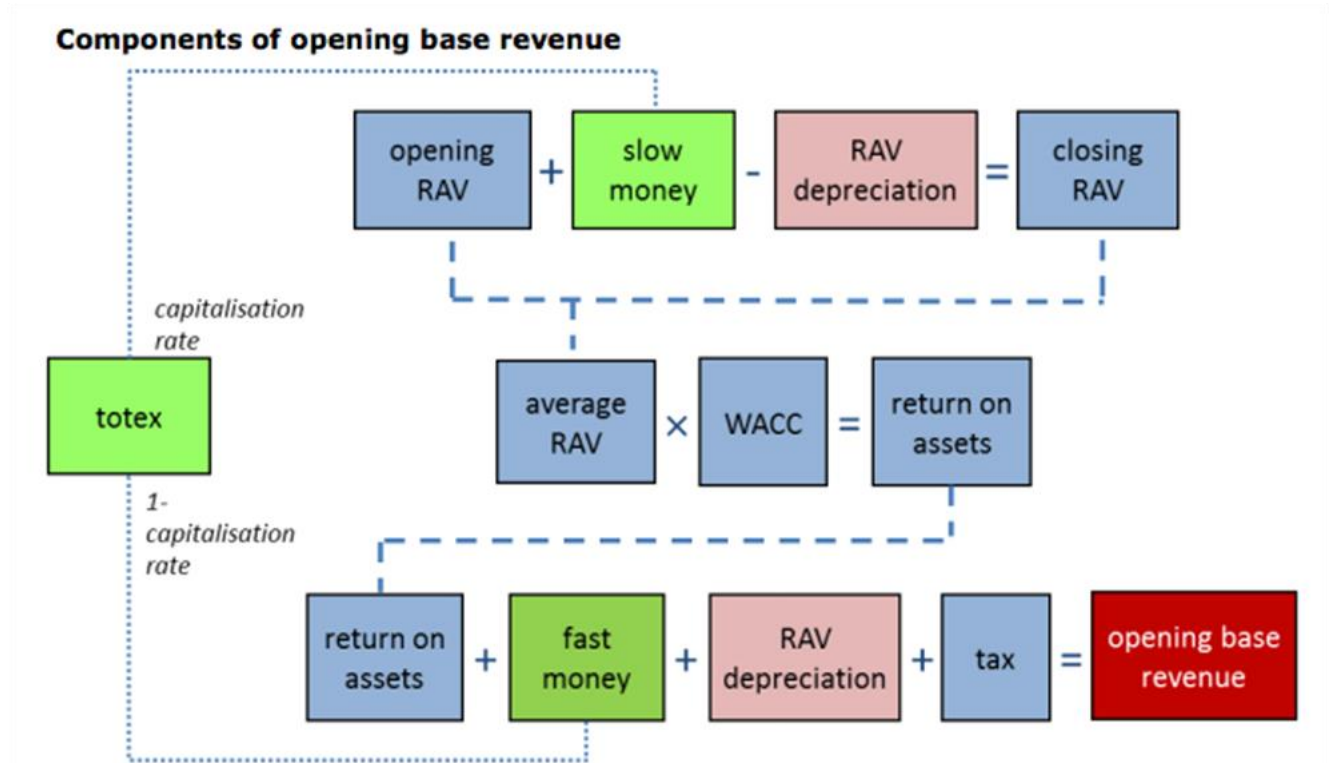 Components of opening base revenue
opening
RAV
+
slow
money
-
RAV
depreciation
=
closing
RAV
capitalisation
rate
totex
average
RAV
×
WACC
=
return on
assets
1-
capitalisation
rate
return on
assets
+
fast
money
+
RAV
depreciation
+
tax
=
opening base
revenue